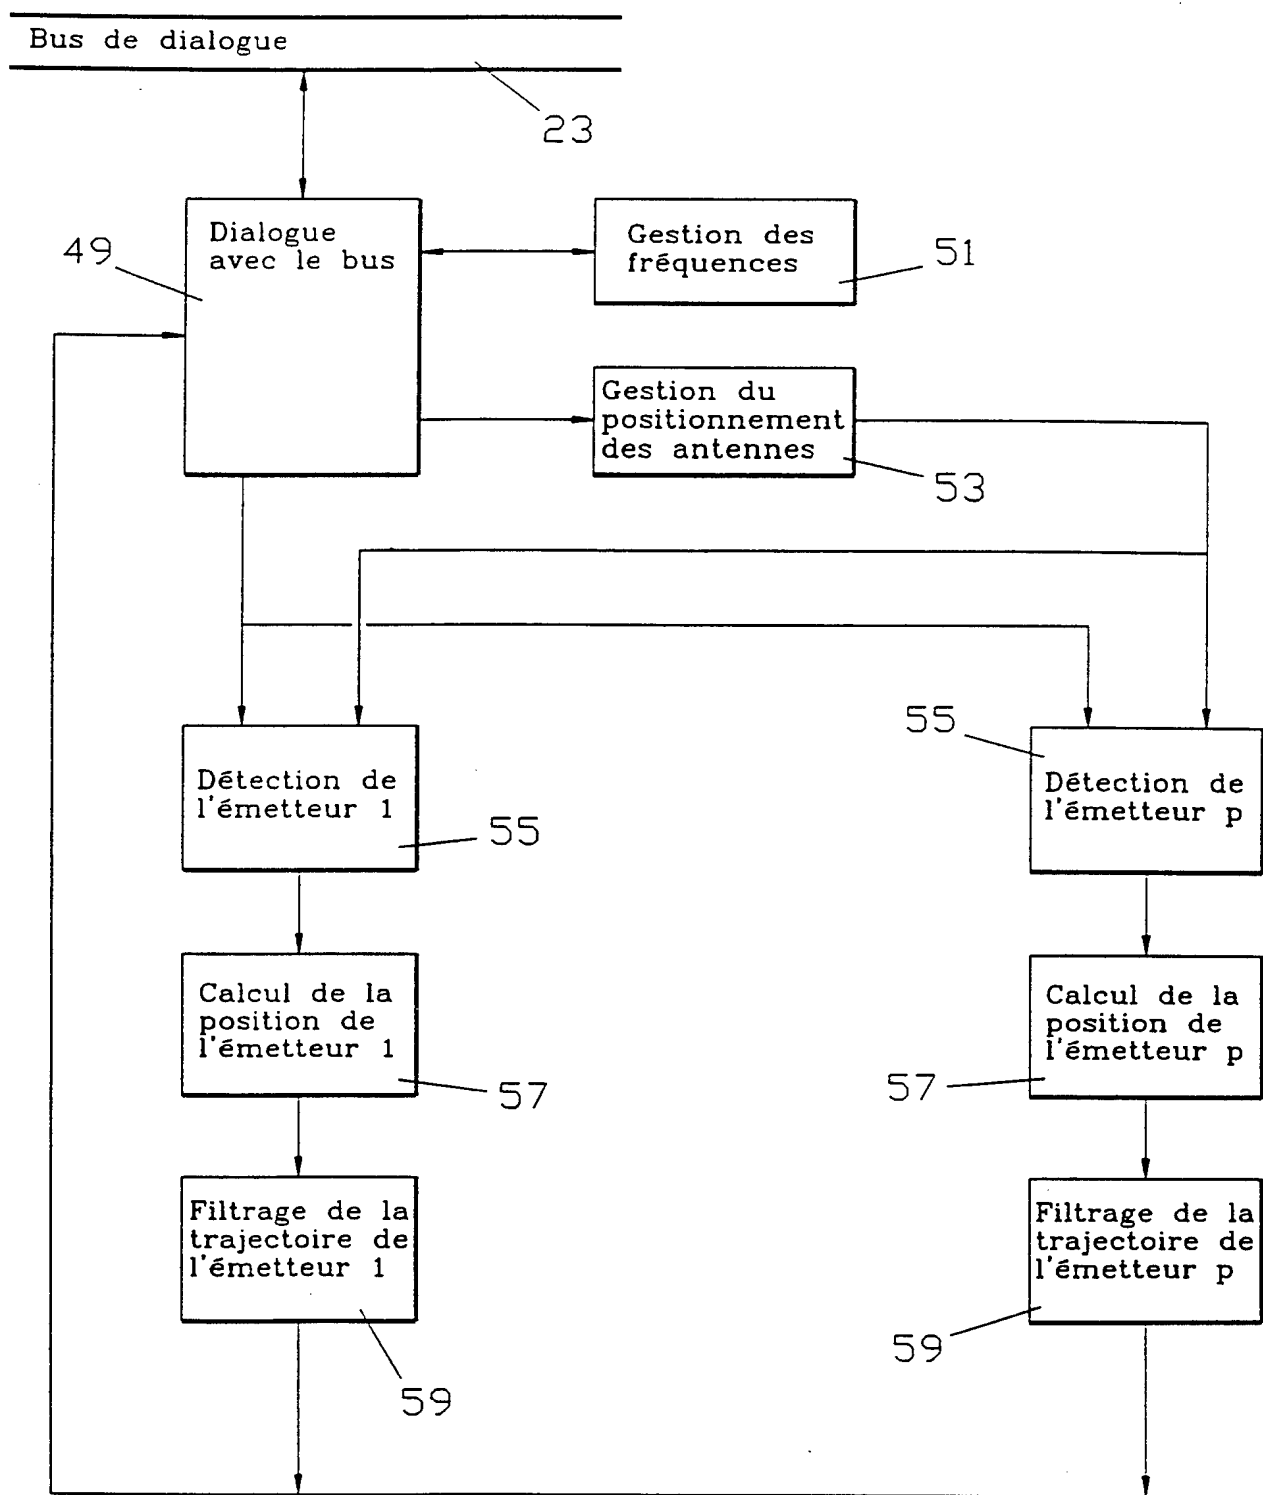 Bus de dialogue
23
Dialogue
avec le bus
49
Gestion des
fréquences
51
Gestion du
positionnement
des antennes
53
Détection de
l'émetteur 1
55
55
Détection de
l'émetteur p
Calcul de la
position de
l'émetteur 1
57
57
Calcul de la
position de
l'émetteur p
Filtrage de la
trajectoire de
l'émetteur 1
59
59
Filtrage de la
trajectoire de
l'émetteur p